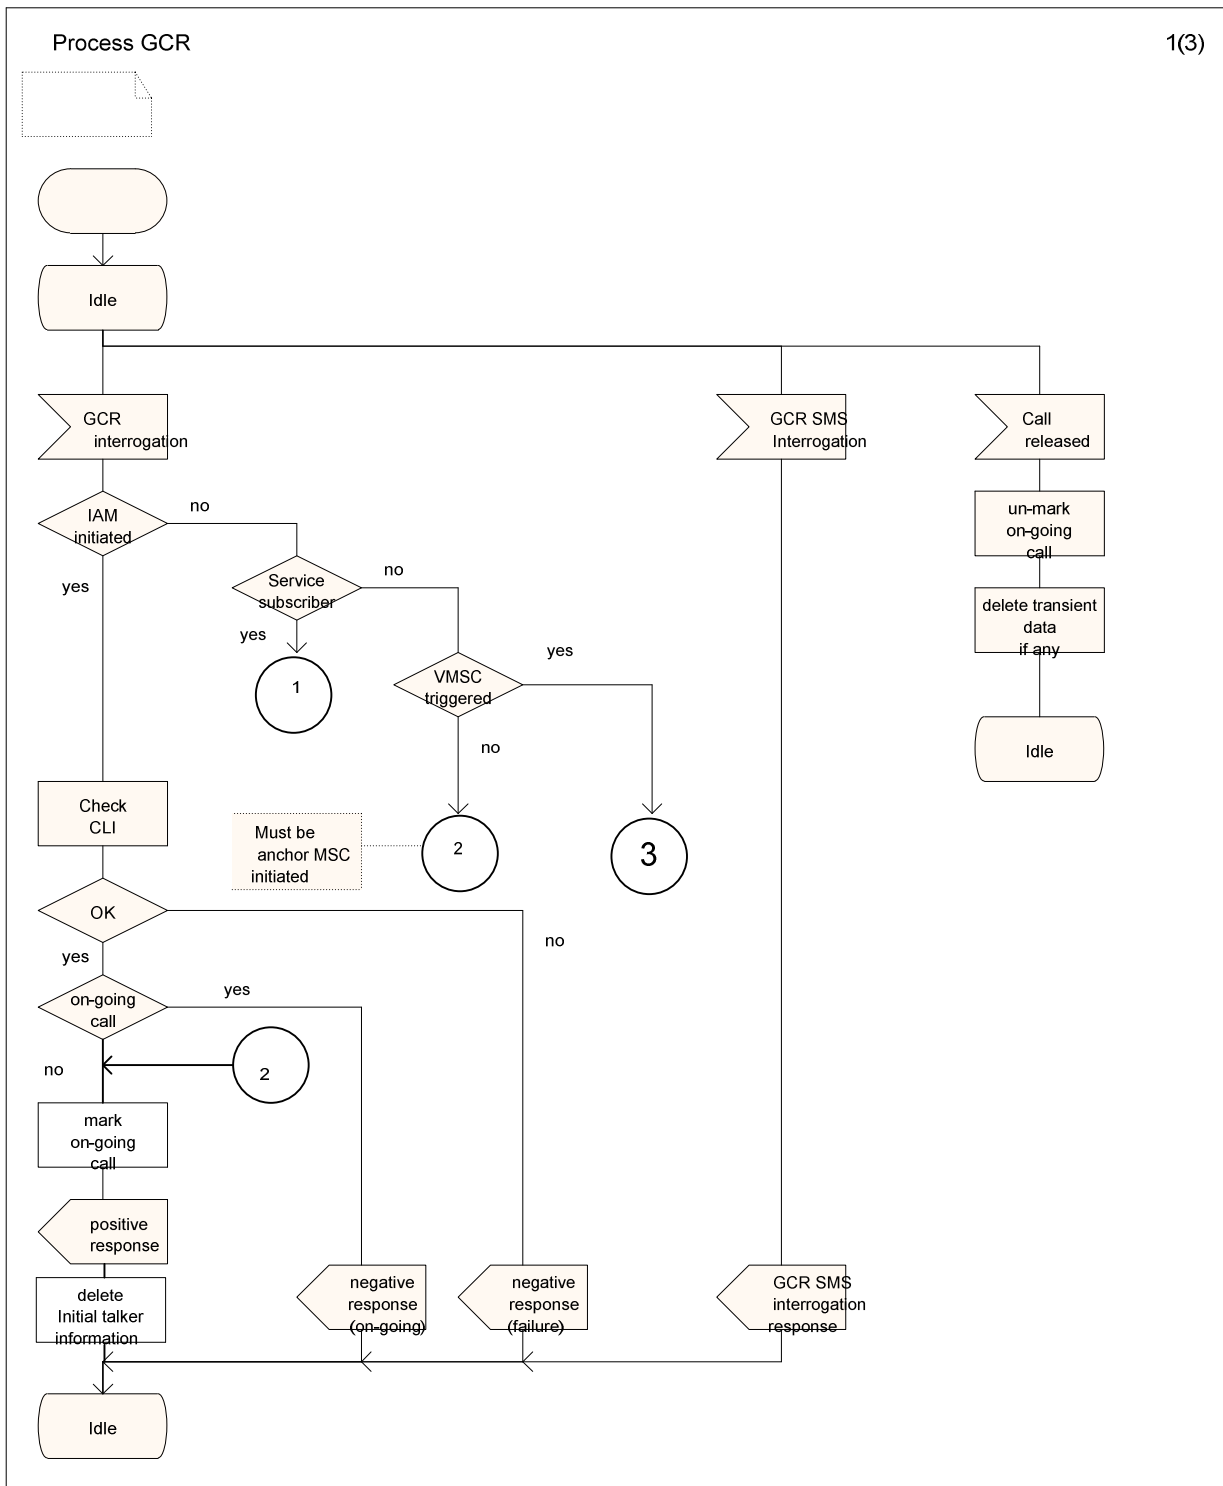 Process GCR
1(3)
Idle
GCR
interrogation
GCR SMS
Interrogation
Call
released
IAM
initiated
no
yes
un-mark
on-going
call
Service
subscriber
no
yes
delete transient
data
if any
1
VMSC
triggered
yes
no
Idle
Check
CLI
Must be
anchor MSC
initiated
2
3
OK
no
yes
on-going
call
yes
no
2
mark
on-going
call
positive
response
delete
Initial talker
information
negative
response
(on-going)
negative
response
(failure)
GCR SMS
interrogation
response
Idle